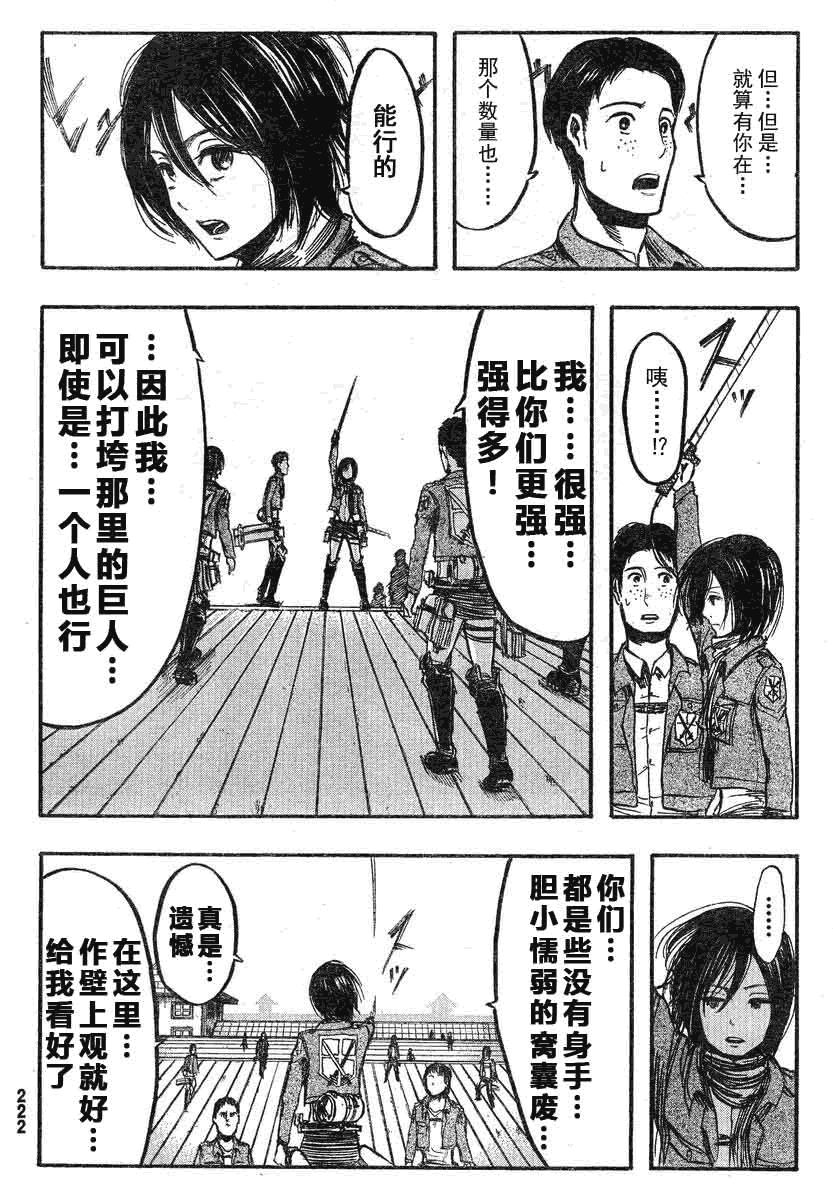 但…但是…
就算有你在…
那个数量也……
能行的
咦……!?
我……很强…
比你们更强…
强得多！
…因此我…
可以打垮那里的巨人…
即使是…一个人也行
……
你们…
都是些没有身手…
胆小懦弱的窝囊废…
真是…
遗憾
在这里…
作壁上观就好…
给我看好了
222